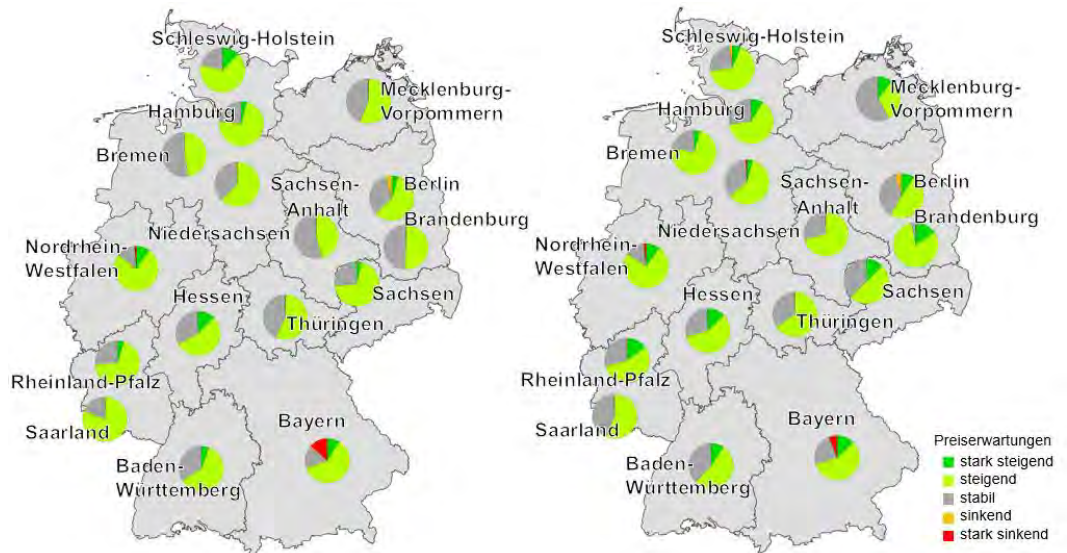 Schleswig-Holstein
Mecklenburg-
Vorpommern
Hamburg
Bremen
Berlin
Sachsen-
Anhalt
Brandenburg
Niedersachsen
Nordrhein-
Westfalen
Sachsen
Hessen
Thüringen
Rheinland-Pfalz
Saarland
Bayern
Baden-
Württemberg
Schleswig-Holstein
Mecklenburg-
Vorpommern
Hamburg
Bremen
Berlin
Sachsen-
Anhalt
Brandenburg
Niedersachsen
Nordrhein-
Westfalen
Sachsen
Hessen
Thüringen
Rheinland-Pfalz
Saarland
Bayern
Baden-
Württemberg
Preiserwartungen
stark steigend
steigend
stabil
sinkend
stark sinkend